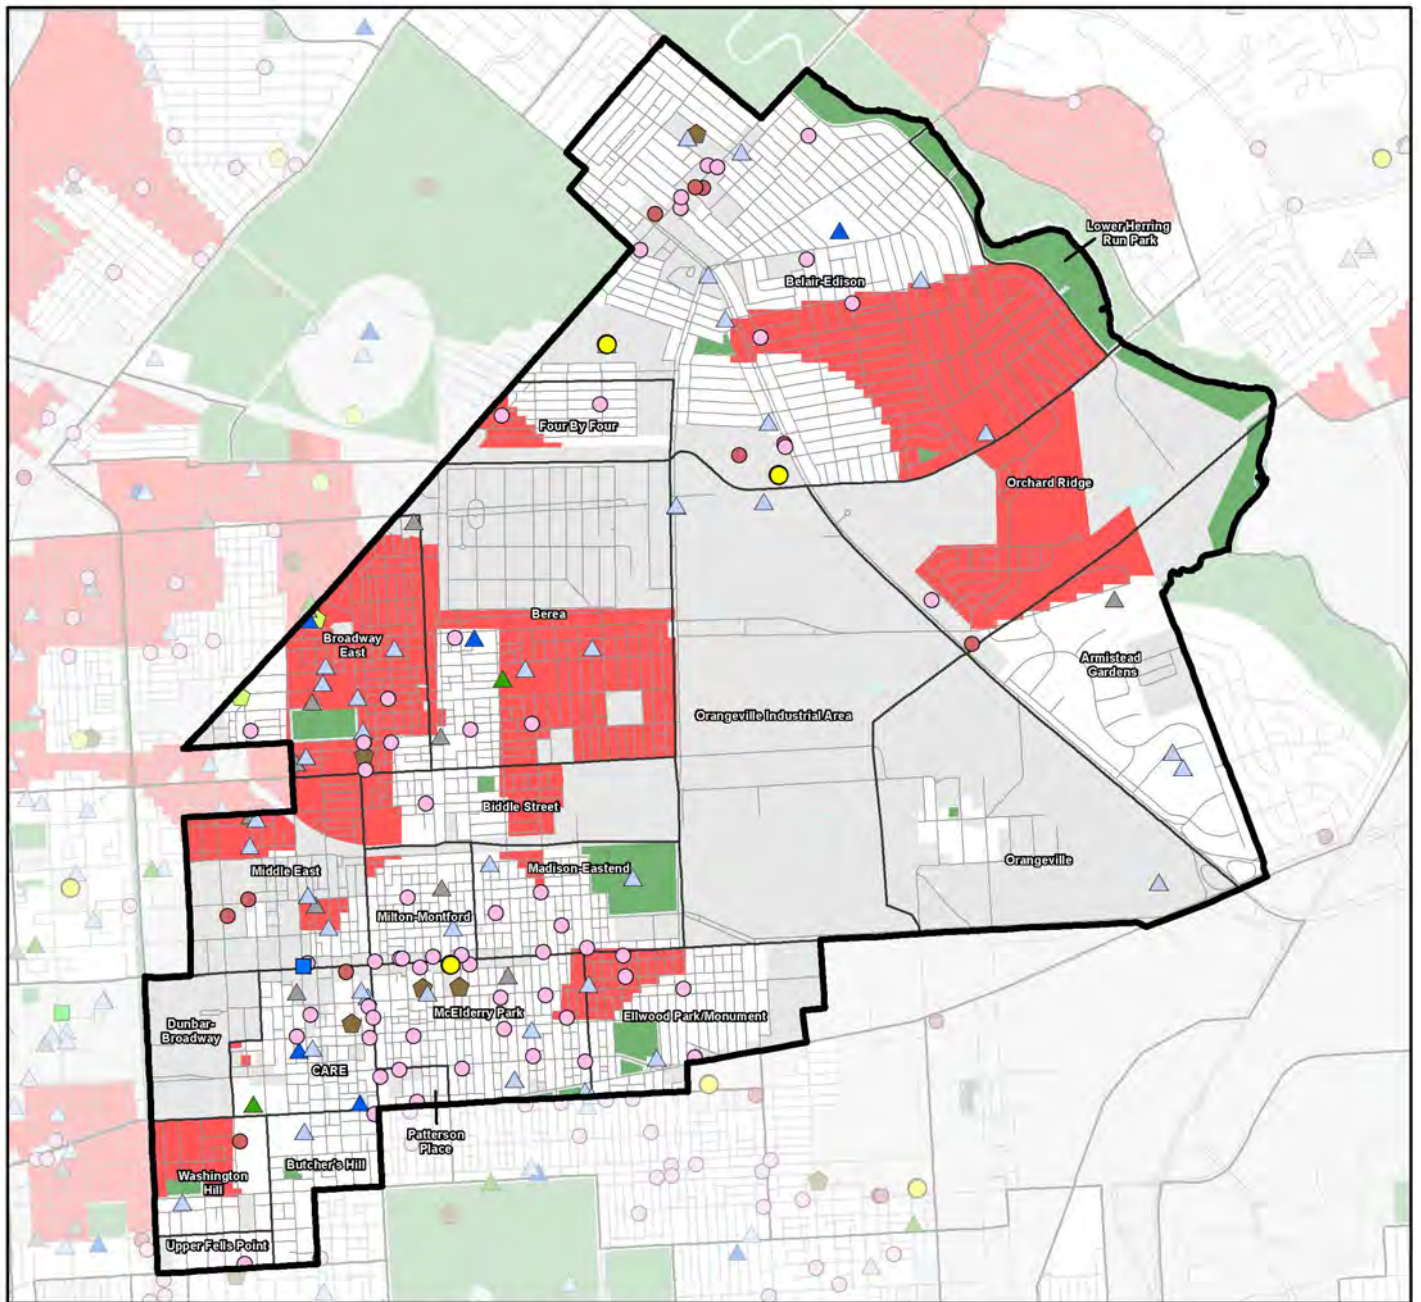 Lower Herring
Run Park
Belair-Edison
Four By Four
Orchard Ridge
Berea
Broadway
East
Armistead
Gardens
Orangeville Industrial Area
Biddle Street
Orangeville
Madison-Eastend
Middle East
Milton-Montford
McElderry Park
Ellwood Park/Monument
Dunbar-
Broadway
CARE
Patterson
Place
Butcher's Hill
Washington
Hill
Upper Fells Point